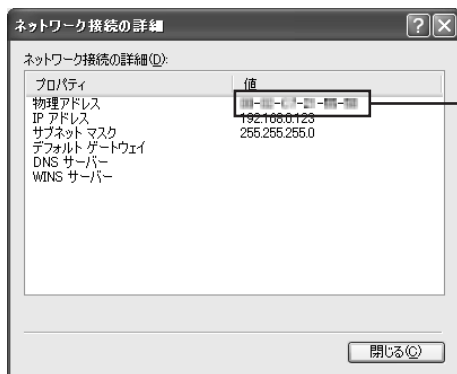 ネットワーク接続の詳細
ネットワーク接続の詳細(D):
プロパティ 値
物理アドレス
IP アドレス 192.168.0.123
サブネット マスク 255.255.255.0
デフォルト ゲートウェイ
DNS サーバー
WINS サーバー
閉じる(C)